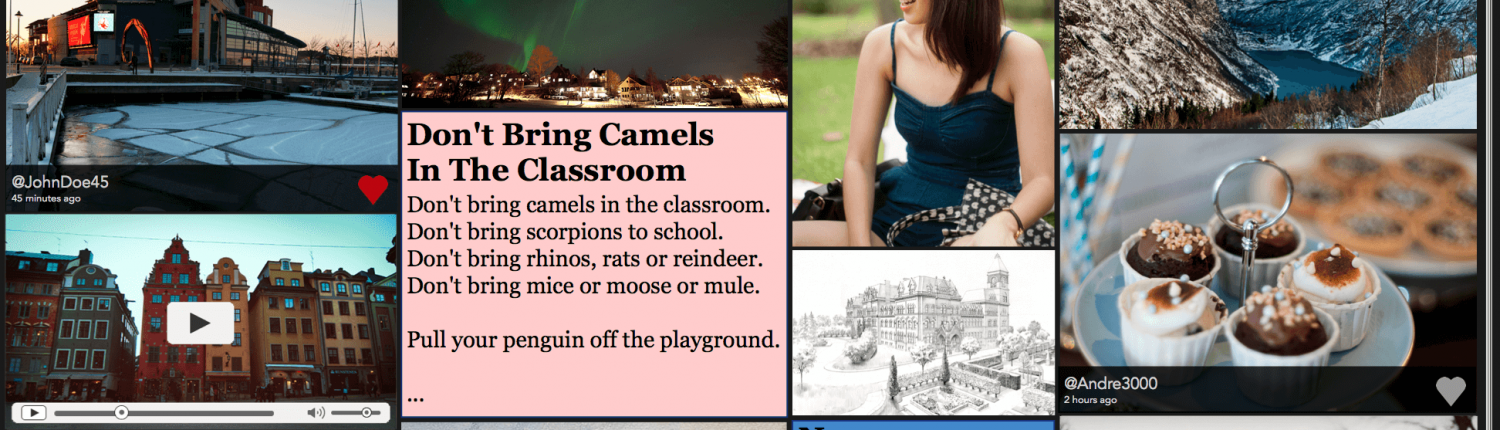 @JohnDoe45
45 minutes ago
Don't Bring Camels
In The Classroom
Don't bring camels in the classroom.
Don't bring scorpions to school.
Don't bring rhinos, rats or reindeer.
Don't bring mice or moose or mule.
Pull your penguin off the playground.
...
@Andre3000
2 hours ago